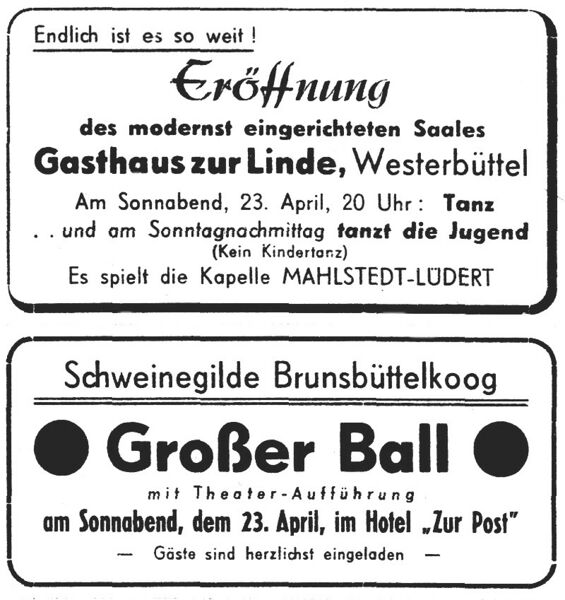 Endlich ist es so weit!
Eröffnung
des modernst eingerichteten Saales
Gasthaus zur Linde, Westerbüttel
Am Sonnabend, 23. April, 20 Uhr: Tanz
. . und am Sonntagnachmittag tanzt die Jugend
(Kein Kindertanz)
Es spielt die Kapelle MAHLSTEDT-LÜDERT
Schweinegilde Brunsbüttelkoog
Großer Ball
mit Theater-Aufführung
am Sonnabend, dem 23. April, im Hotel „Zur Post"
— Gäste sind herzlichst eingeladen —